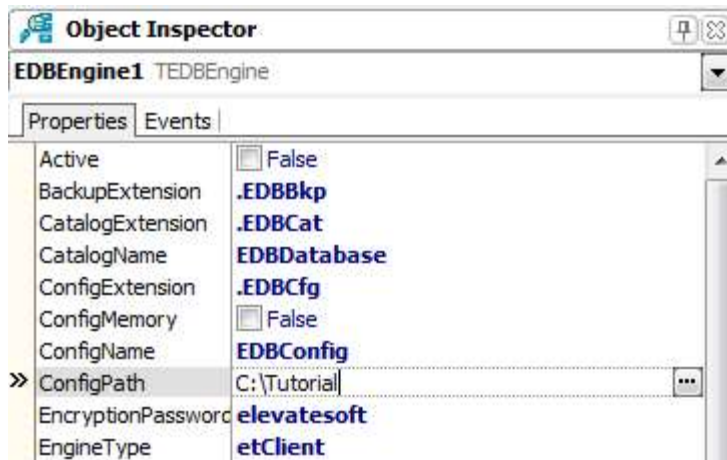 Object Inspector
EDBEngine1 TEDBEngine
Properties Events
Active False
BackupExtension .EDBBkp
CatalogExtension .EDBCat
CatalogName EDBDatabase
ConfigExtension .EDBCfg
ConfigMemory False
ConfigName EDBConfig
» ConfigPath C:\Tutorial ...
EncryptionPassword elevatesoft
EngineType etClient